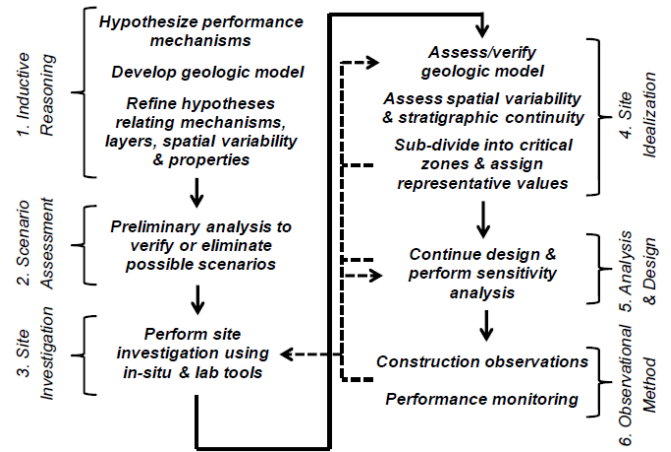 1. Inductive
Reasoning
Hypothesize performance
mechanisms
Develop geologic model
Refine hypotheses
relating mechanisms,
layers, spatial variability
& properties
2. Scenario
Assessment
Preliminary analysis to
verify or eliminate
possible scenarios
3. Site
Investigation
Perform site
investigation using
in-situ & lab tools
Assess/verify
geologic model
Assess spatial variability
& stratigraphic continuity
Sub-divide into critical
zones & assign
representative values
4. Site
Idealization
Continue design &
perform sensitivity
analysis
5. Analysis
& Design
Construction observations
Performance monitoring
6. Observational
Method